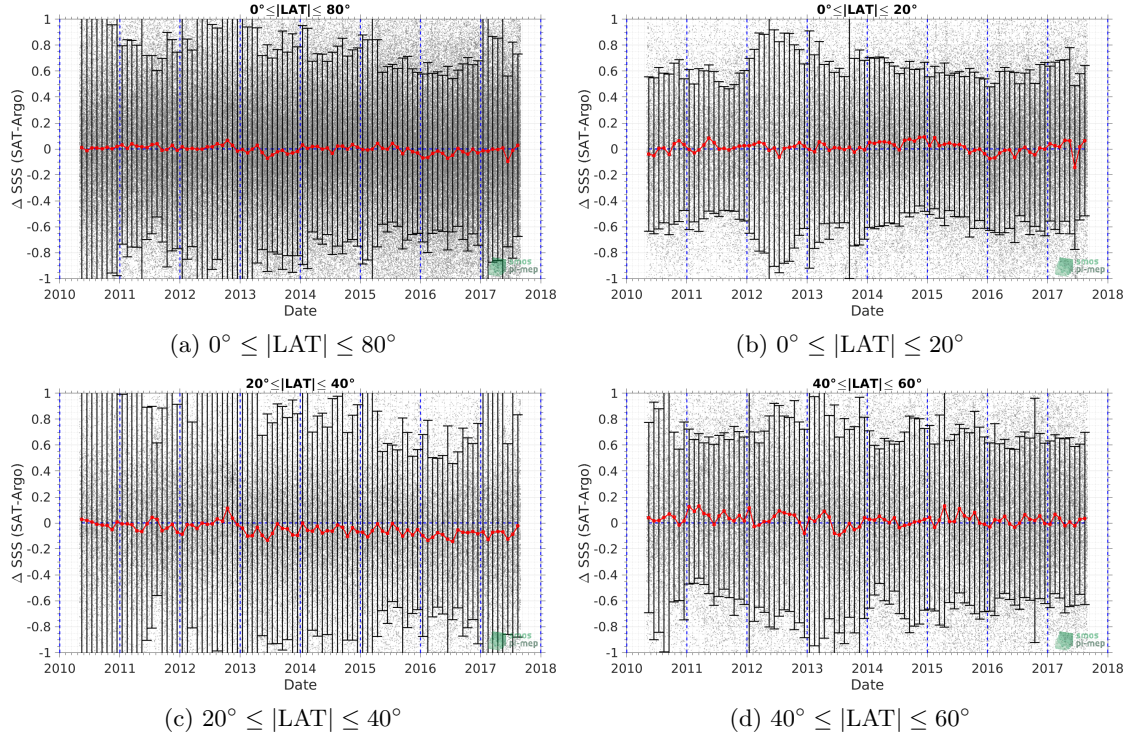 0°≤|LAT|≤ 80°
1
0.8
0.6
0.4
0.2
0
-0.2
-0.4
-0.6
-0.8
-1
Δ SSS (SAT-Argo)
2010 2011 2012 2013 2014 2015 2016 2017 2018
Date
smos
pi-mep
(a) 0° ≤ |LAT| ≤ 80°
0°≤|LAT|≤ 20°
1
0.8
0.6
0.4
0.2
0
-0.2
-0.4
-0.6
-0.8
-1
Δ SSS (SAT-Argo)
2010 2011 2012 2013 2014 2015 2016 2017 2018
Date
smos
pi-mep
(b) 0° ≤ |LAT| ≤ 20°
20°≤|LAT|≤ 40°
1
0.8
0.6
0.4
0.2
0
-0.2
-0.4
-0.6
-0.8
-1
Δ SSS (SAT-Argo)
2010 2011 2012 2013 2014 2015 2016 2017 2018
Date
smos
pi-mep
(c) 20° ≤ |LAT| ≤ 40°
40°≤|LAT|≤ 60°
1
0.8
0.6
0.4
0.2
0
-0.2
-0.4
-0.6
-0.8
-1
Δ SSS (SAT-Argo)
2010 2011 2012 2013 2014 2015 2016 2017 2018
Date
smos
pi-mep
(d) 40° ≤ |LAT| ≤ 60°